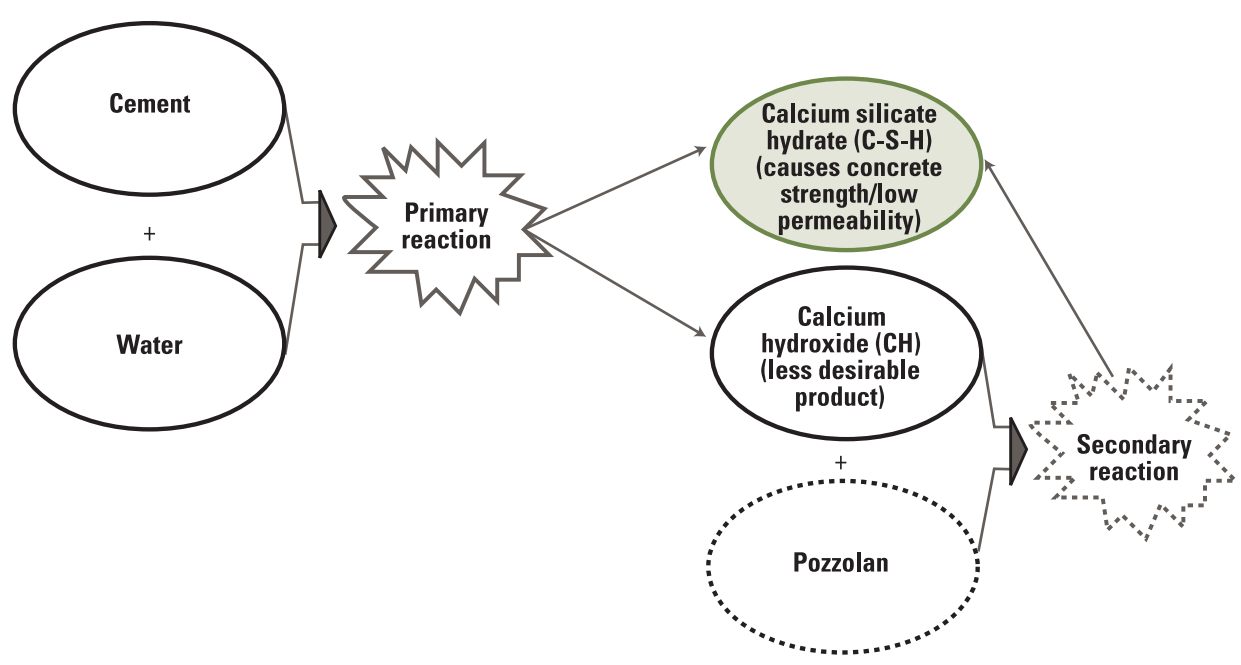 Cement
+
Water
Primary
reaction
Calcium silicate
hydrate (C-S-H)
(causes concrete
strength/low
permeability)
Calcium
hydroxide (CH)
(less desirable
product)
+
Pozzolan
Secondary
reaction